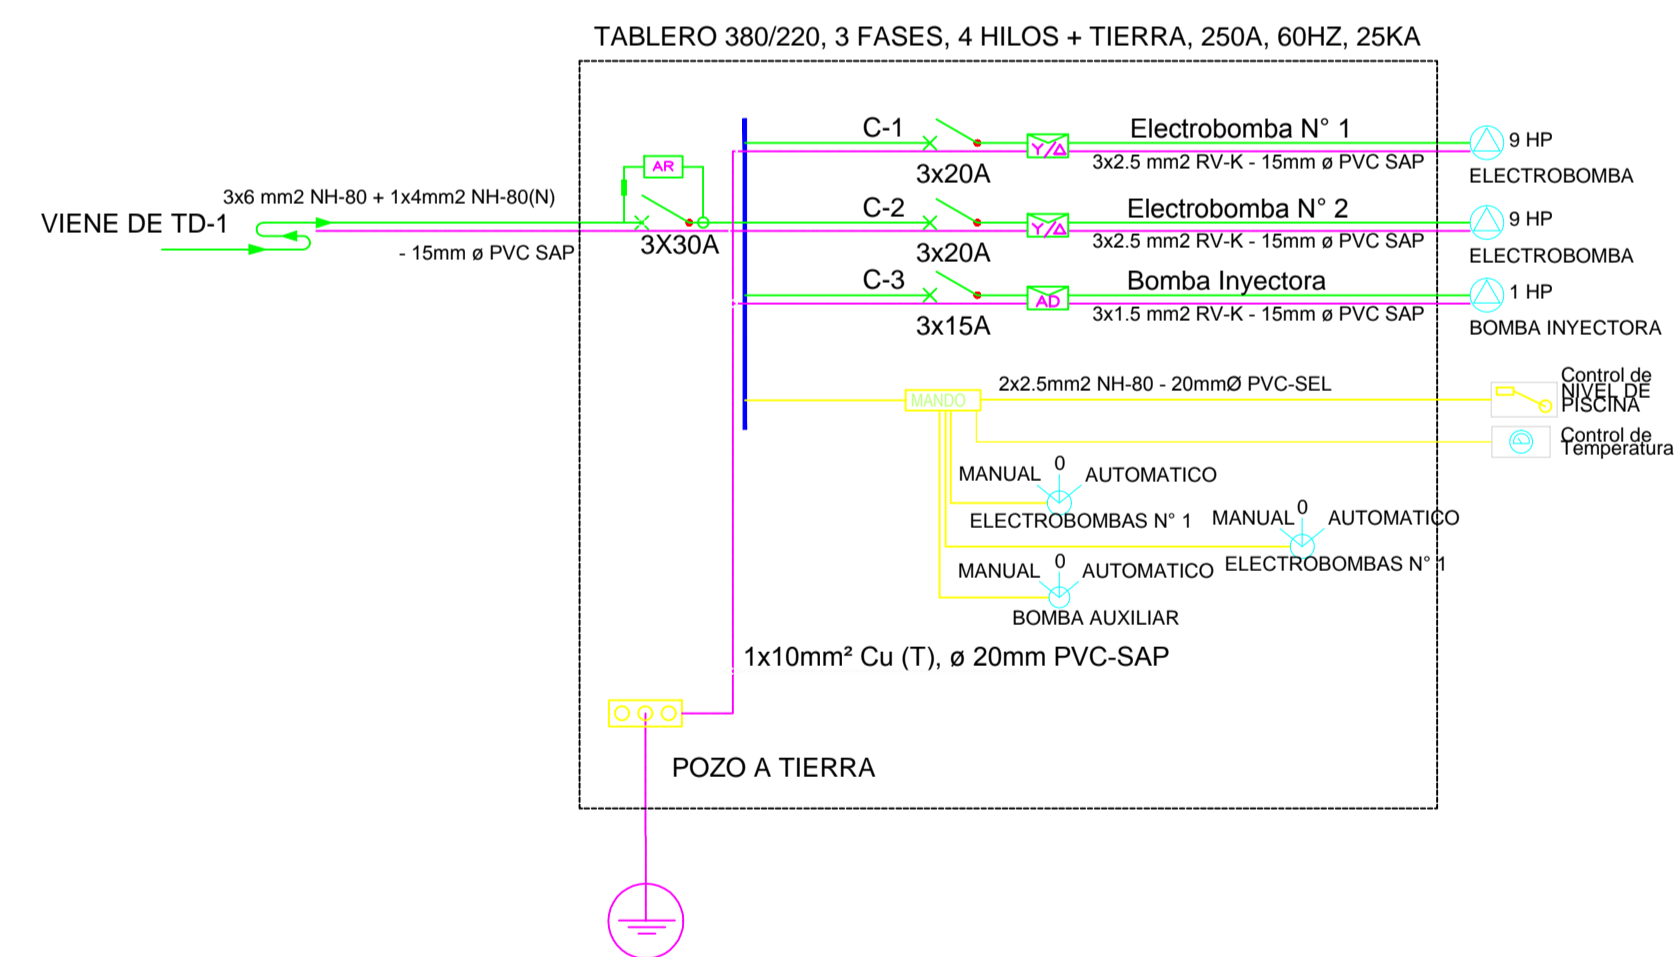 TABLERO 380/220, 3 FASES, 4 HILOS + TIERRA, 250A, 60HZ, 25KA
C-1
Electrobomba N° 1
9 HP
3x20A
Y/Δ
3x2.5 mm2 RV-K - 15mm ø PVC SAP
ELECTROBOMBA
AR
3x6 mm2 NH-80 + 1x4mm2 NH-80(N)
VIENE DE TD-1
- 15mm ø PVC SAP
3X30A
C-2
Electrobomba N° 2
9 HP
3x20A
Y/Δ
3x2.5 mm2 RV-K - 15mm ø PVC SAP
ELECTROBOMBA
C-3
Bomba Inyectora
1 HP
3x15A
AD
3x1.5 mm2 RV-K - 15mm ø PVC SAP
BOMBA INYECTORA
MANDO
2x2.5mm2 NH-80 - 20mmØ PVC-SEL
Control de
NIVEL DE
PISCINA
Control de
Temperatura
MANUAL 0 AUTOMATICO
ELECTROBOMBAS N° 1
MANUAL 0 AUTOMATICO
ELECTROBOMBAS N° 1
MANUAL 0 AUTOMATICO
BOMBA AUXILIAR
1x10mm² Cu (T), ø 20mm PVC-SAP
POZO A TIERRA